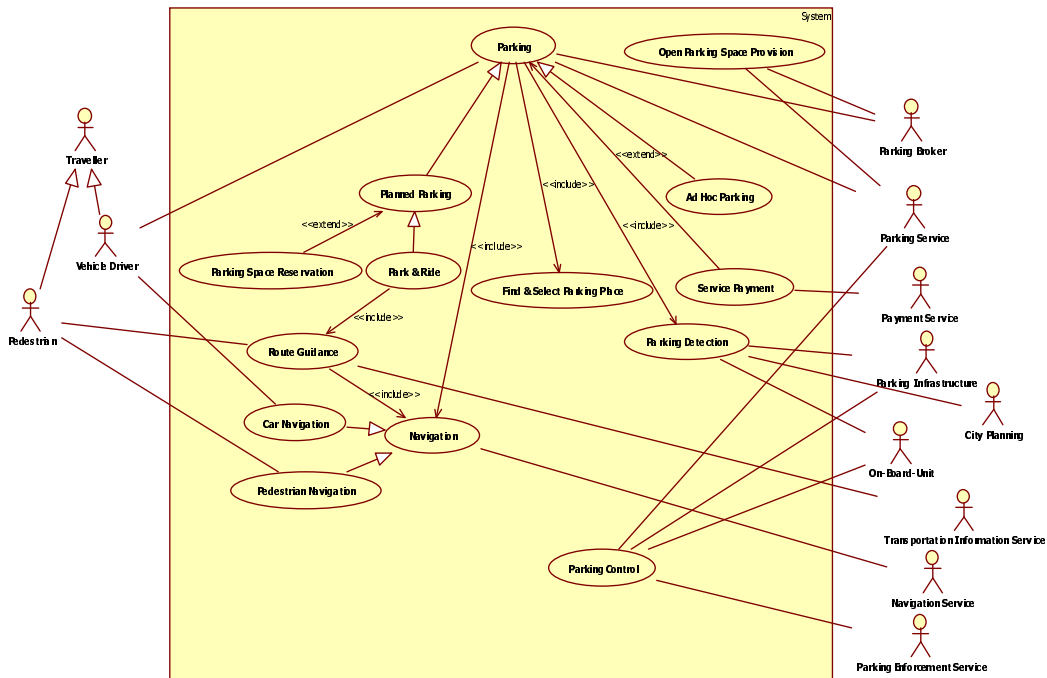 System
Parking
Open Parking Space Provision
Parking Broker
Traveller
<<extend>>
<<include>>
Planned Parking
Ad Hoc Parking
<<extend>>
<<include>>
Parking Service
<<include>>
Vehicle Driver
Parking Space Reservation
Park & Ride
Find & Select Parking Place
Service Payment
Payment Service
<<include>>
Pedestrian
Route Guidance
Parking Detection
Parking Infrastructure
<<include>>
Car Navigation
Navigation
City Planning
On-Board-Unit
Pedestrian Navigation
Transportation Information Service
Parking Control
Navigation Service
Parking Enforcement Service